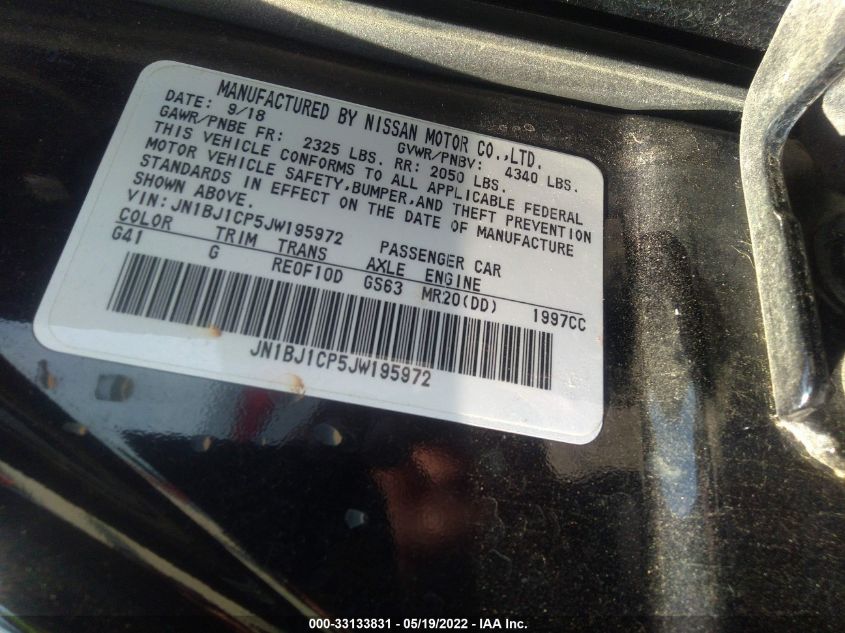 MANUFACTURED BY NISSAN MOTOR CO.,LTD.
DATE: 9/18 GVWR/PNBV: 4340 LBS.
GAWR/PNBE FR: 2325 LBS. RR: 2050 LBS.
THIS VEHICLE CONFORMS TO ALL APPLICABLE FEDERAL
MOTOR VEHICLE SAFETY,BUMPER,AND THEFT PREVENTION
STANDARDS IN EFFECT ON THE DATE OF MANUFACTURE
SHOWN ABOVE.
VIN:JN1BJ1CP5JW195972 PASSENGER CAR
COLOR TRIM TRANS AXLE ENGINE
G41 G RE0F10D GS63 MR20(DD) 1997CC
JN1BJ1CP5JW195972
000-33133831 - 05/19/2022 - IAA Inc.